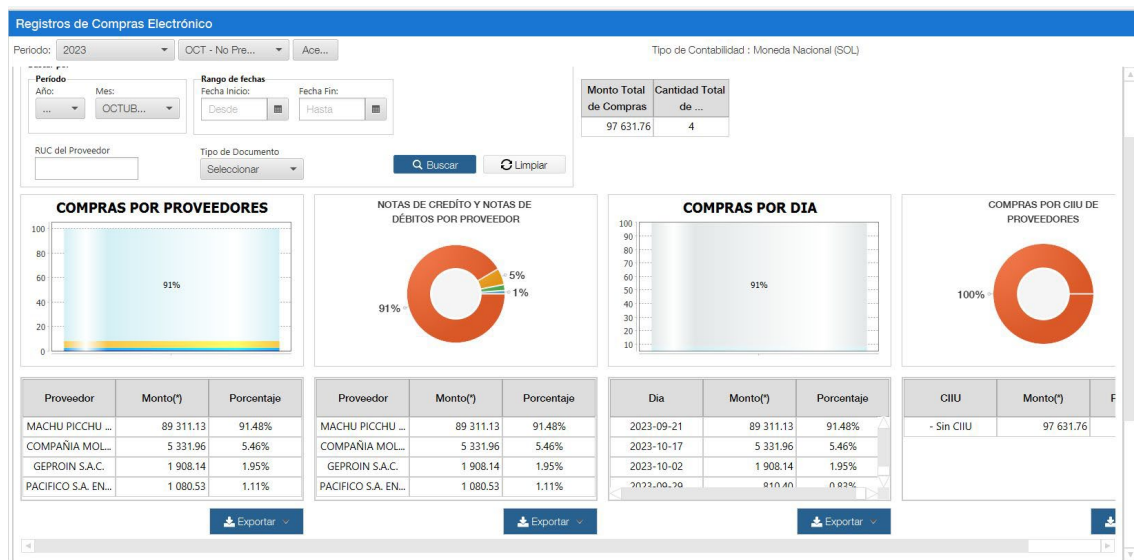 Registros de Compras Electrónico
Periodo: 2023 OCT - No Pre... Ace... Tipo de Contabilidad : Moneda Nacional (SOL)
Período
Año: Mes:
... OCTUB...
Rango de fechas
Fecha Inicio: Fecha Fin:
Desde Hasta
RUC del Proveedor
Tipo de Documento
Seleccionar
Buscar Limpiar
Monto Total de Compras Cantidad Total de ...
97 631.76 4
COMPRAS POR PROVEEDORES
100
80
60
40
20
0
91%
NOTAS DE CREDÍTO Y NOTAS DE
DÉBITOS POR PROVEEDOR
5%
1%
91%
COMPRAS POR DIA
100
90
80
70
60
50
40
30
20
10
91%
COMPRAS POR CIIU DE
PROVEEDORES
100%
Proveedor Monto(*) Porcentaje
MACHU PICCHU ... 89 311.13 91.48%
COMPAÑIA MOL... 5 331.96 5.46%
GEPROIN S.A.C. 1 908.14 1.95%
PACIFICO S.A. EN... 1 080.53 1.11%
Exportar
Proveedor Monto(*) Porcentaje
MACHU PICCHU ... 89 311.13 91.48%
COMPAÑIA MOL... 5 331.96 5.46%
GEPROIN S.A.C. 1 908.14 1.95%
PACIFICO S.A. EN... 1 080.53 1.11%
Exportar
Dia Monto(*) Porcentaje
2023-09-21 89 311.13 91.48%
2023-10-17 5 331.96 5.46%
2023-10-02 1 908.14 1.95%
2023-09-29 810.40 0.83%
Exportar
CIIU Monto(*)
- Sin CIIU 97 631.76